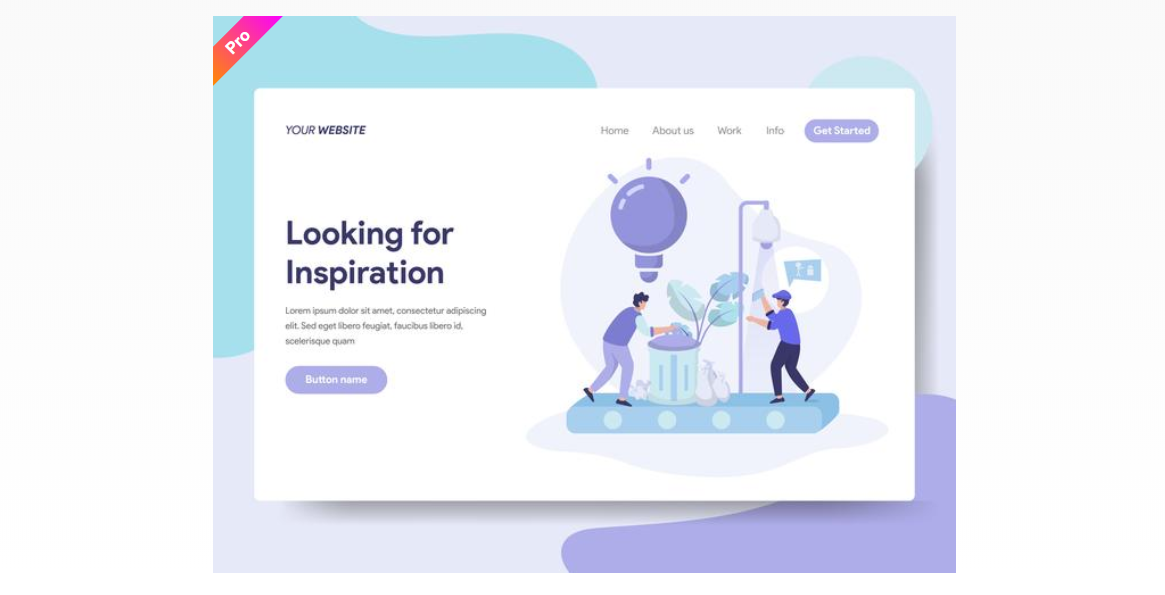 Pro
YOUR WEBSITE
Home About us Work Info Get Started
Looking for
Inspiration
Lorem ipsum dolor sit amet, consectetur adipiscing
elit. Sed eget libero feugiat, faucibus libero id,
scelerisque quam
Button name